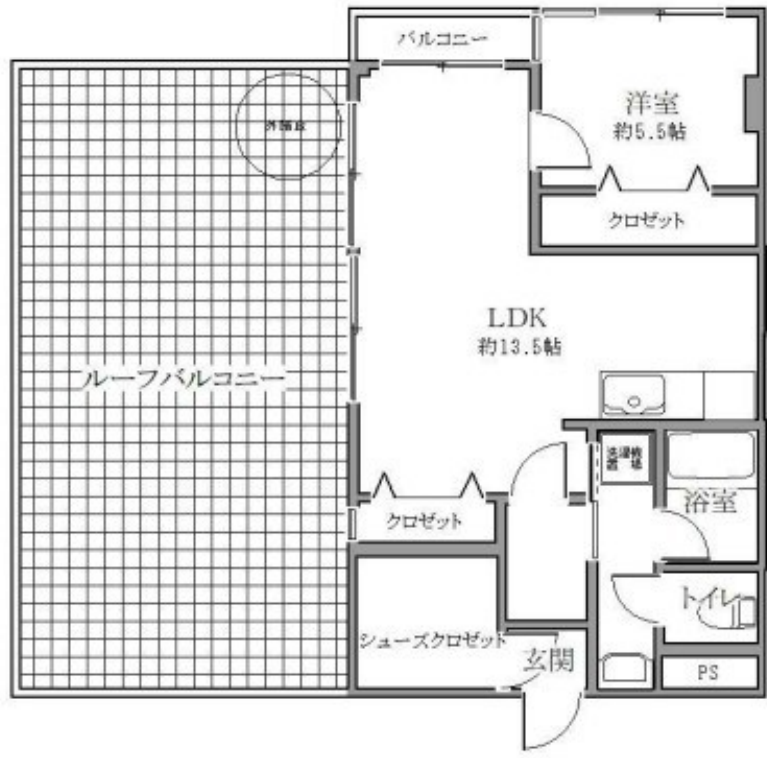 バルコニー
洋室
約5.5帖
クロゼット
LDK
約13.5帖
ルーフバルコニー
洗濯機
置場
浴室
クロゼット
トイレ
シューズクロゼット
玄関
PS